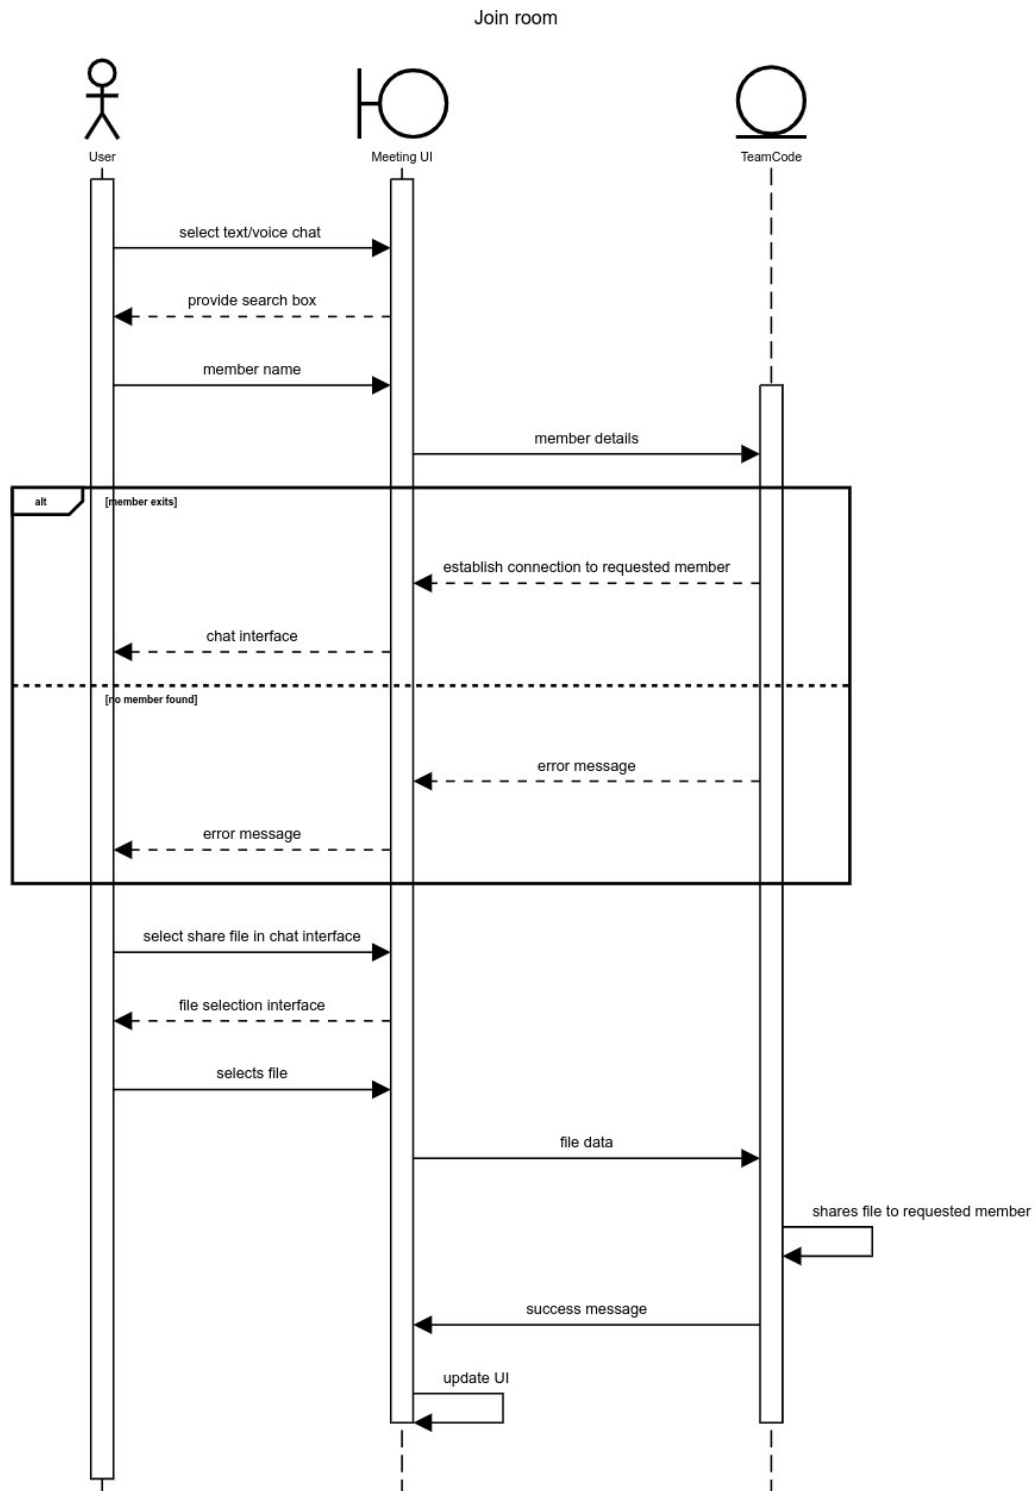 Join room
User
Meeting UI
TeamCode
select text/voice chat
provide search box
member name
member details
alt
[member exits]
establish connection to requested member
chat interface
[no member found]
error message
error message
select share file in chat interface
file selection interface
selects file
file data
shares file to requested member
success message
update UI